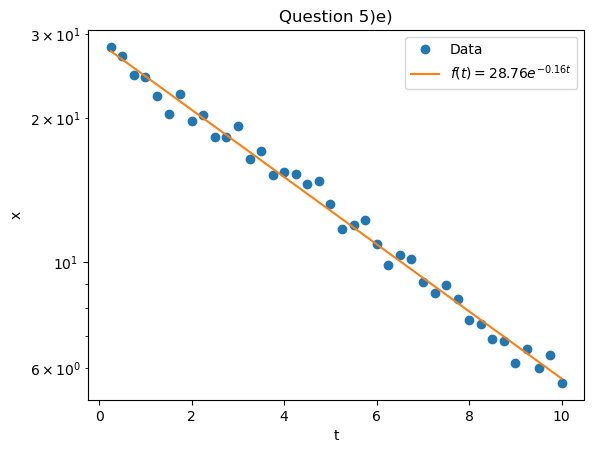 Question 5)e)
Data
f(t) = 28.76e^{-0.16t}
3 × 10¹
2 × 10¹
10¹
6 × 10⁰
x
0
2
4
6
8
10
t